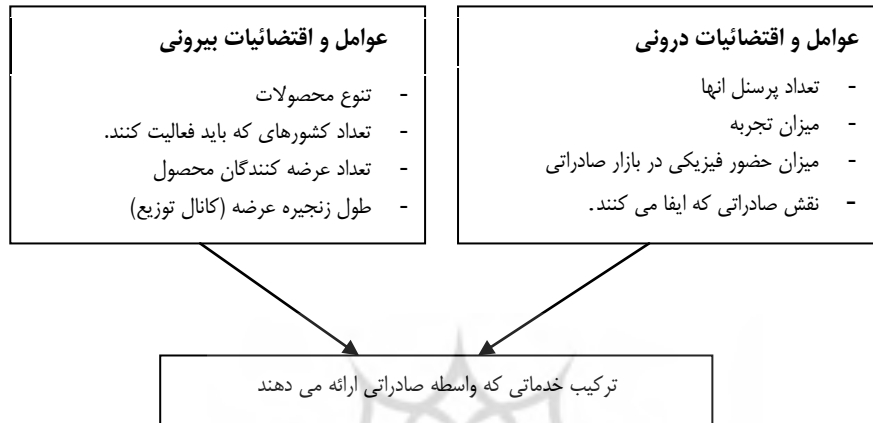 عوامل و اقتضائیات درونی
- تعداد پرسنل انها
- میزان تجربه
- میزان حضور فیزیکی در بازار صادراتی
- نقش صادراتی که ایفا می کنند.
عوامل و اقتضائیات بیرونی
- تنوع محصولات
- تعداد کشورهای که باید فعالیت کنند.
- تعداد عرضه کنندگان محصول
- طول زنجیره عرضه (کانال توزیع)
ترکیب خدماتی که واسطه صادراتی ارائه می دهند